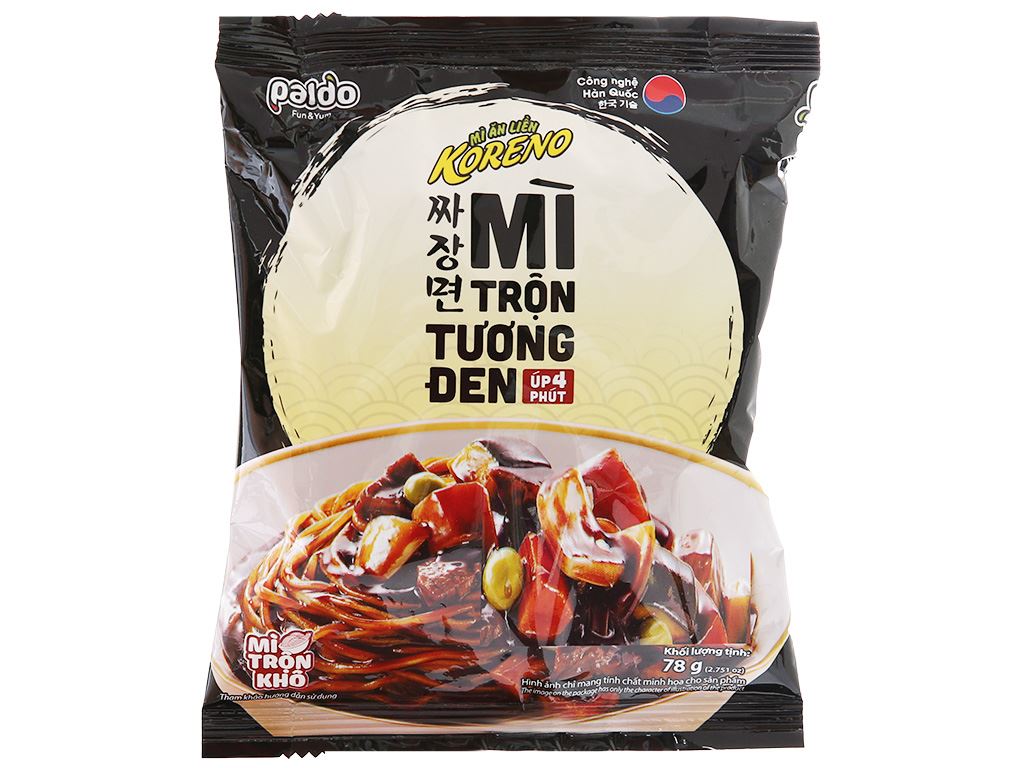 paldo
Fun & Yum
Công nghệ
Hàn Quốc
한국 기술
MÌ ĂN LIỀN
KORENO
짜장면
MÌ
TRỘN
TƯƠNG
ĐEN
ÚP 4
PHÚT
MÌ
TRỘN
KHÔ
Tham khảo hướng dẫn sử dụng
Khối lượng tịnh:
78 g (2.751 oz)
Hình ảnh chỉ mang tính chất minh họa cho sản phẩm
The image on the package has only the character of illustration of the product